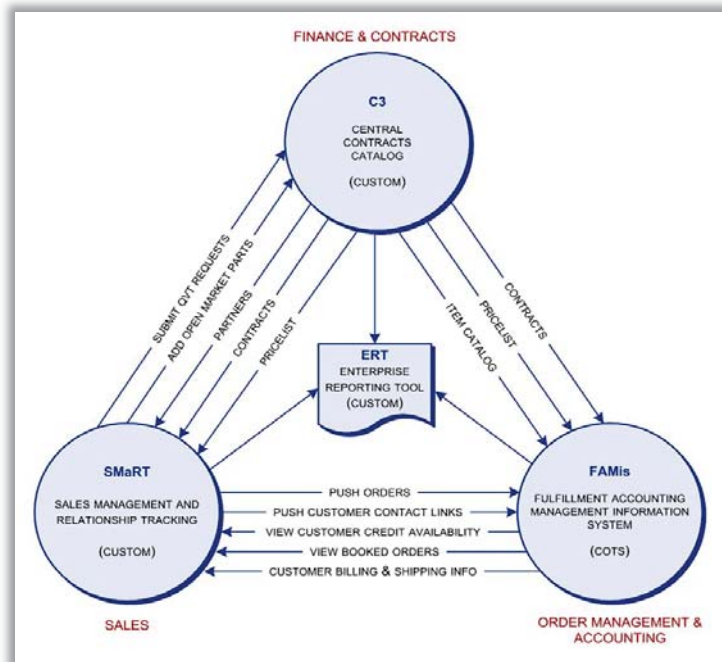 FINANCE & CONTRACTS
C3
CENTRAL
CONTRACTS
CATALOG
(CUSTOM)
SUBMIT QVT REQUESTS
ADD OPEN MARKET PARTS
PARTNERS
CONTRACTS
PRICELIST
ITEM CATALOG
PRICELIST
CONTRACTS
ERT
ENTERPRISE
REPORTING TOOL
(CUSTOM)
SMaRT
SALES MANAGEMENT AND
RELATIONSHIP TRACKING
(CUSTOM)
PUSH ORDERS
PUSH CUSTOMER CONTACT LINKS
VIEW CUSTOMER CREDIT AVAILABILITY
VIEW BOOKED ORDERS
CUSTOMER BILLING & SHIPPING INFO
FAMis
FULFILLMENT ACCOUNTING
MANAGEMENT INFORMATION
SYSTEM
(COTS)
SALES
ORDER MANAGEMENT &
ACCOUNTING